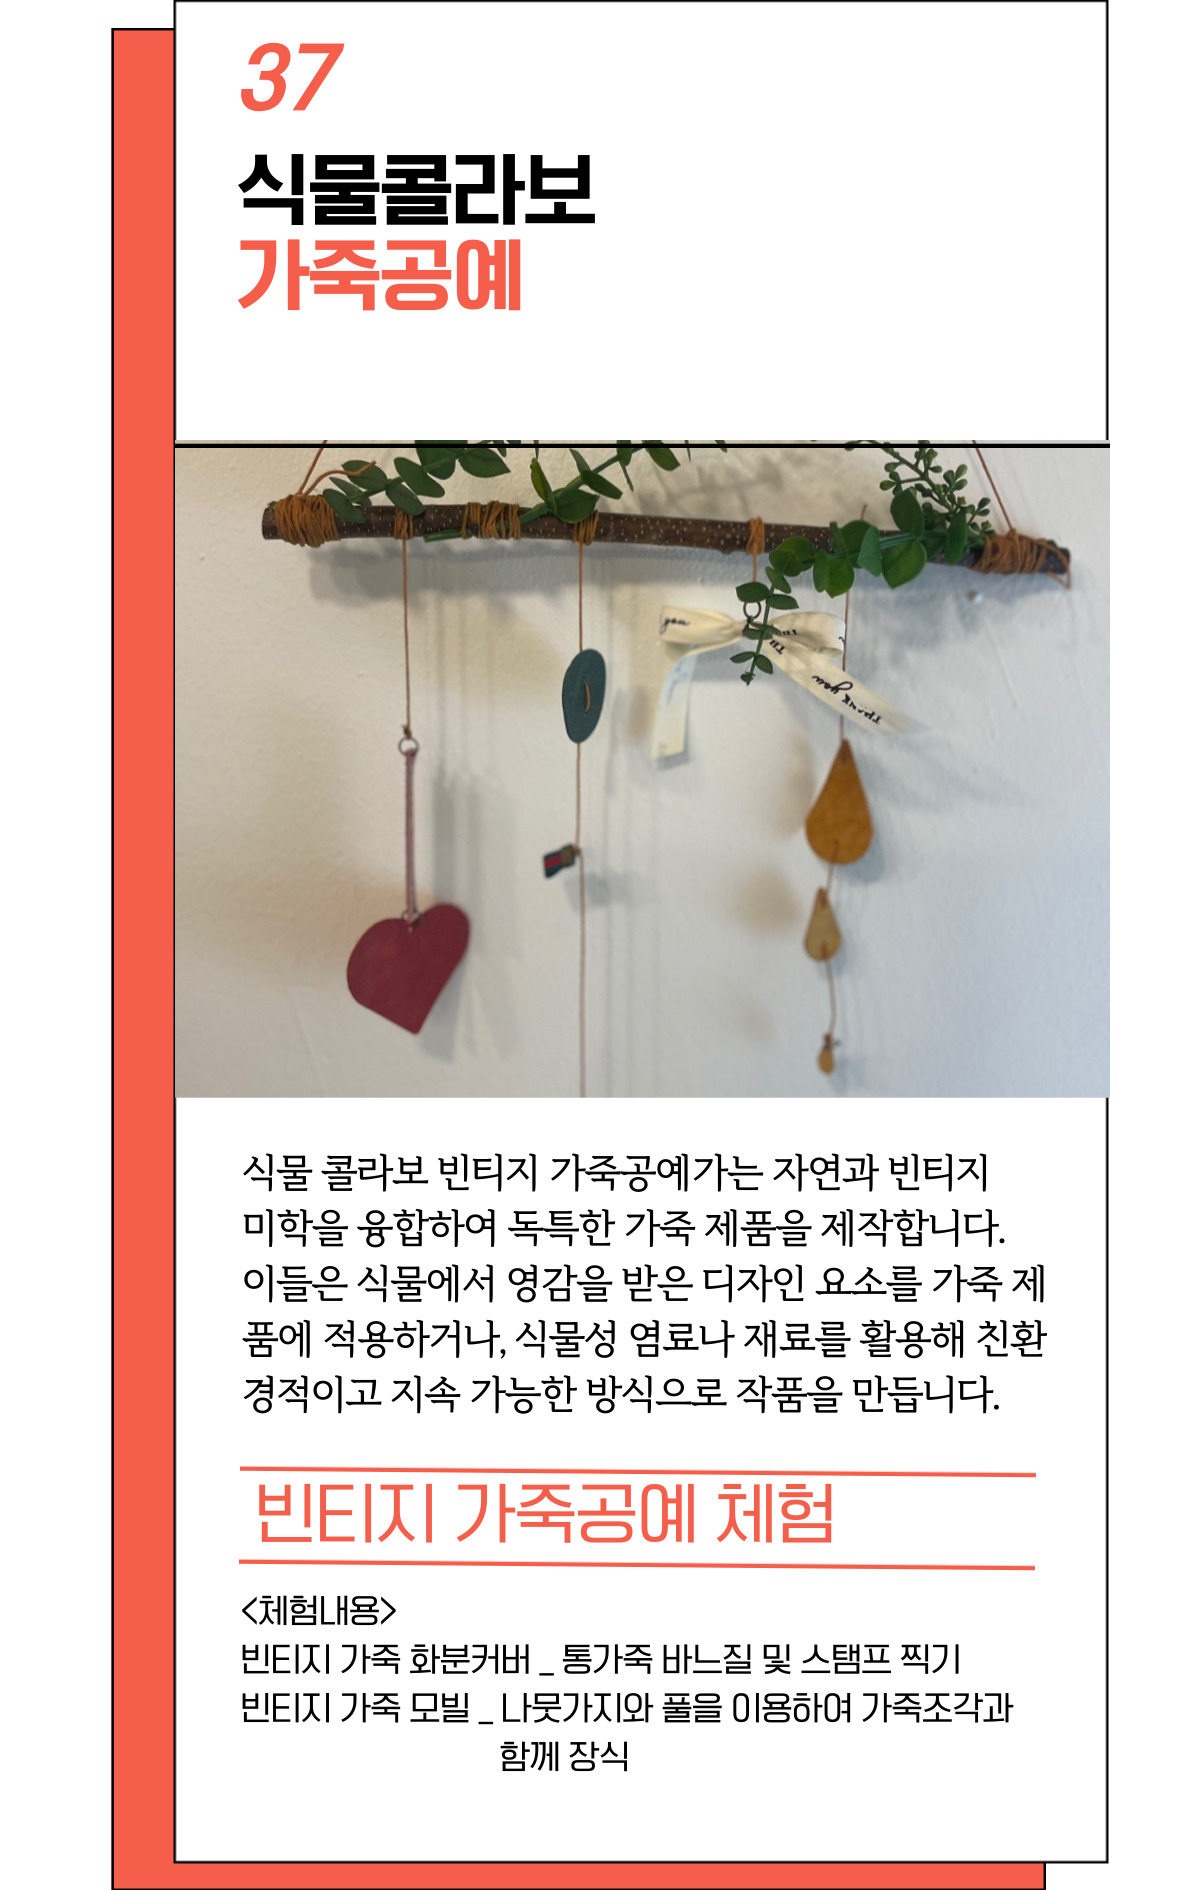 37
식물콜라보
가죽공예
you
THANK
Thank you
식물 콜라보 빈티지 가죽공예가는 자연과 빈티지
미학을 융합하여 독특한 가죽 제품을 제작합니다.
이들은 식물에서 영감을 받은 디자인 요소를 가죽 제
품에 적용하거나, 식물성 염료나 재료를 활용해 친환
경적이고 지속 가능한 방식으로 작품을 만듭니다.
빈티지 가죽공예 체험
<체험내용>
빈티지 가죽 화분커버 _ 통가죽 바느질 및 스탬프 찍기
빈티지 가죽 모빌 _ 나뭇가지와 풀을 이용하여 가죽조각과
함께 장식